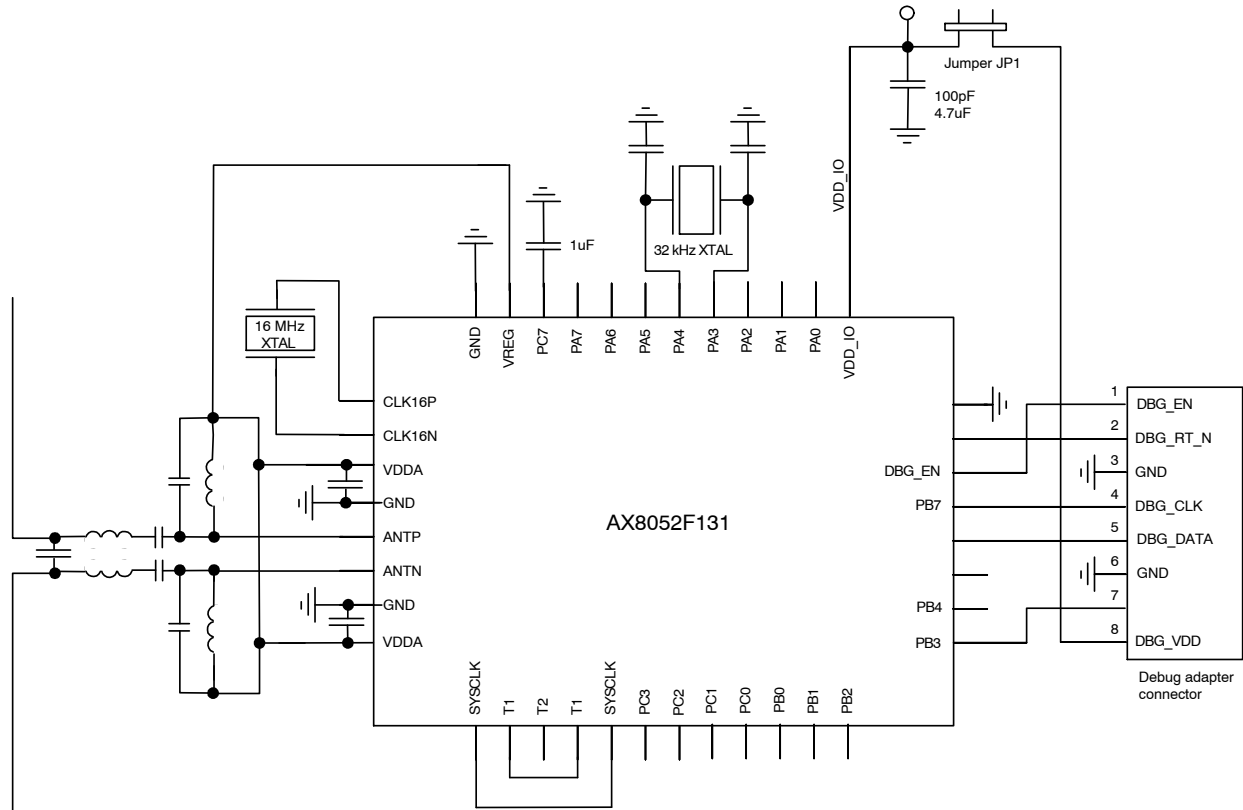 Jumper JP1
100pF
4.7uF
VDD_IO
1uF
32 kHz XTAL
16 MHz
XTAL
GND
VREG
PC7
PA7
PA6
PA5
PA4
PA3
PA2
PA1
PA0
VDD_IO
CLK16P
CLK16N
VDDA
GND
ANTP
ANTN
GND
VDDA
AX8052F131
DBG_EN
PB7
PB4
PB3
1
DBG_EN
2
DBG_RT_N
3
GND
4
DBG_CLK
5
DBG_DATA
6
GND
7
8
DBG_VDD
Debug adapter
connector
SYSCLK
T1
T2
T1
SYSCLK
PC3
PC2
PC1
PC0
PB0
PB1
PB2